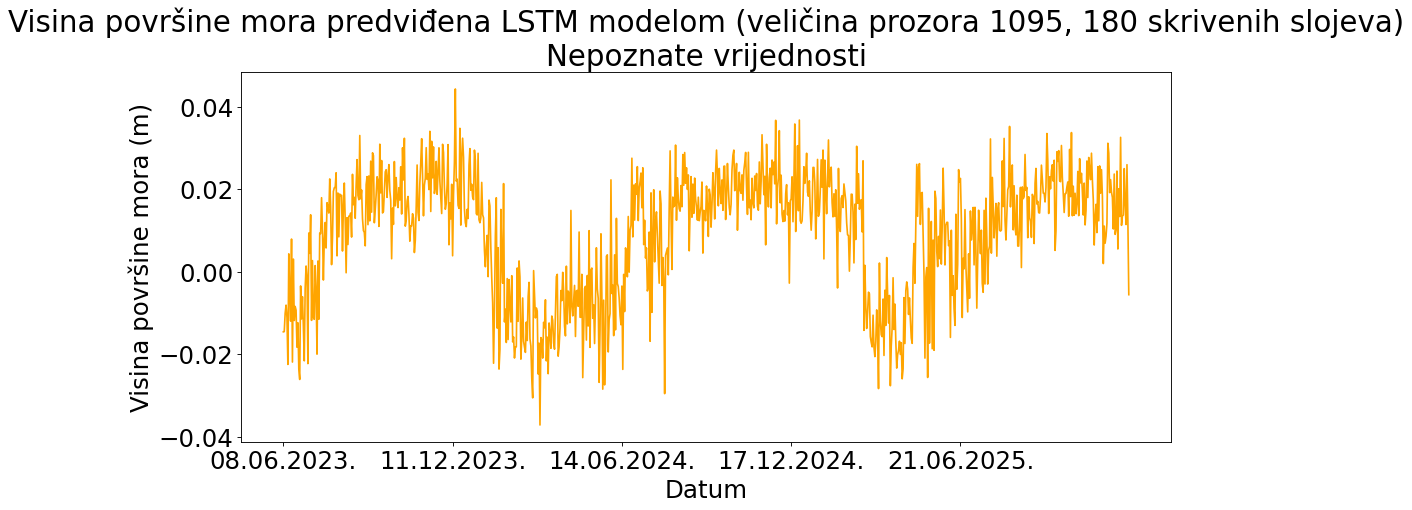 Visina površine mora predviđena LSTM modelom (veličina prozora 1095, 180 skrivenih slojeva)
Nepoznate vrijednosti
Visina površine mora (m)
0.04
0.02
0.00
−0.02
−0.04
08.06.2023. 11.12.2023. 14.06.2024. 17.12.2024. 21.06.2025.
Datum